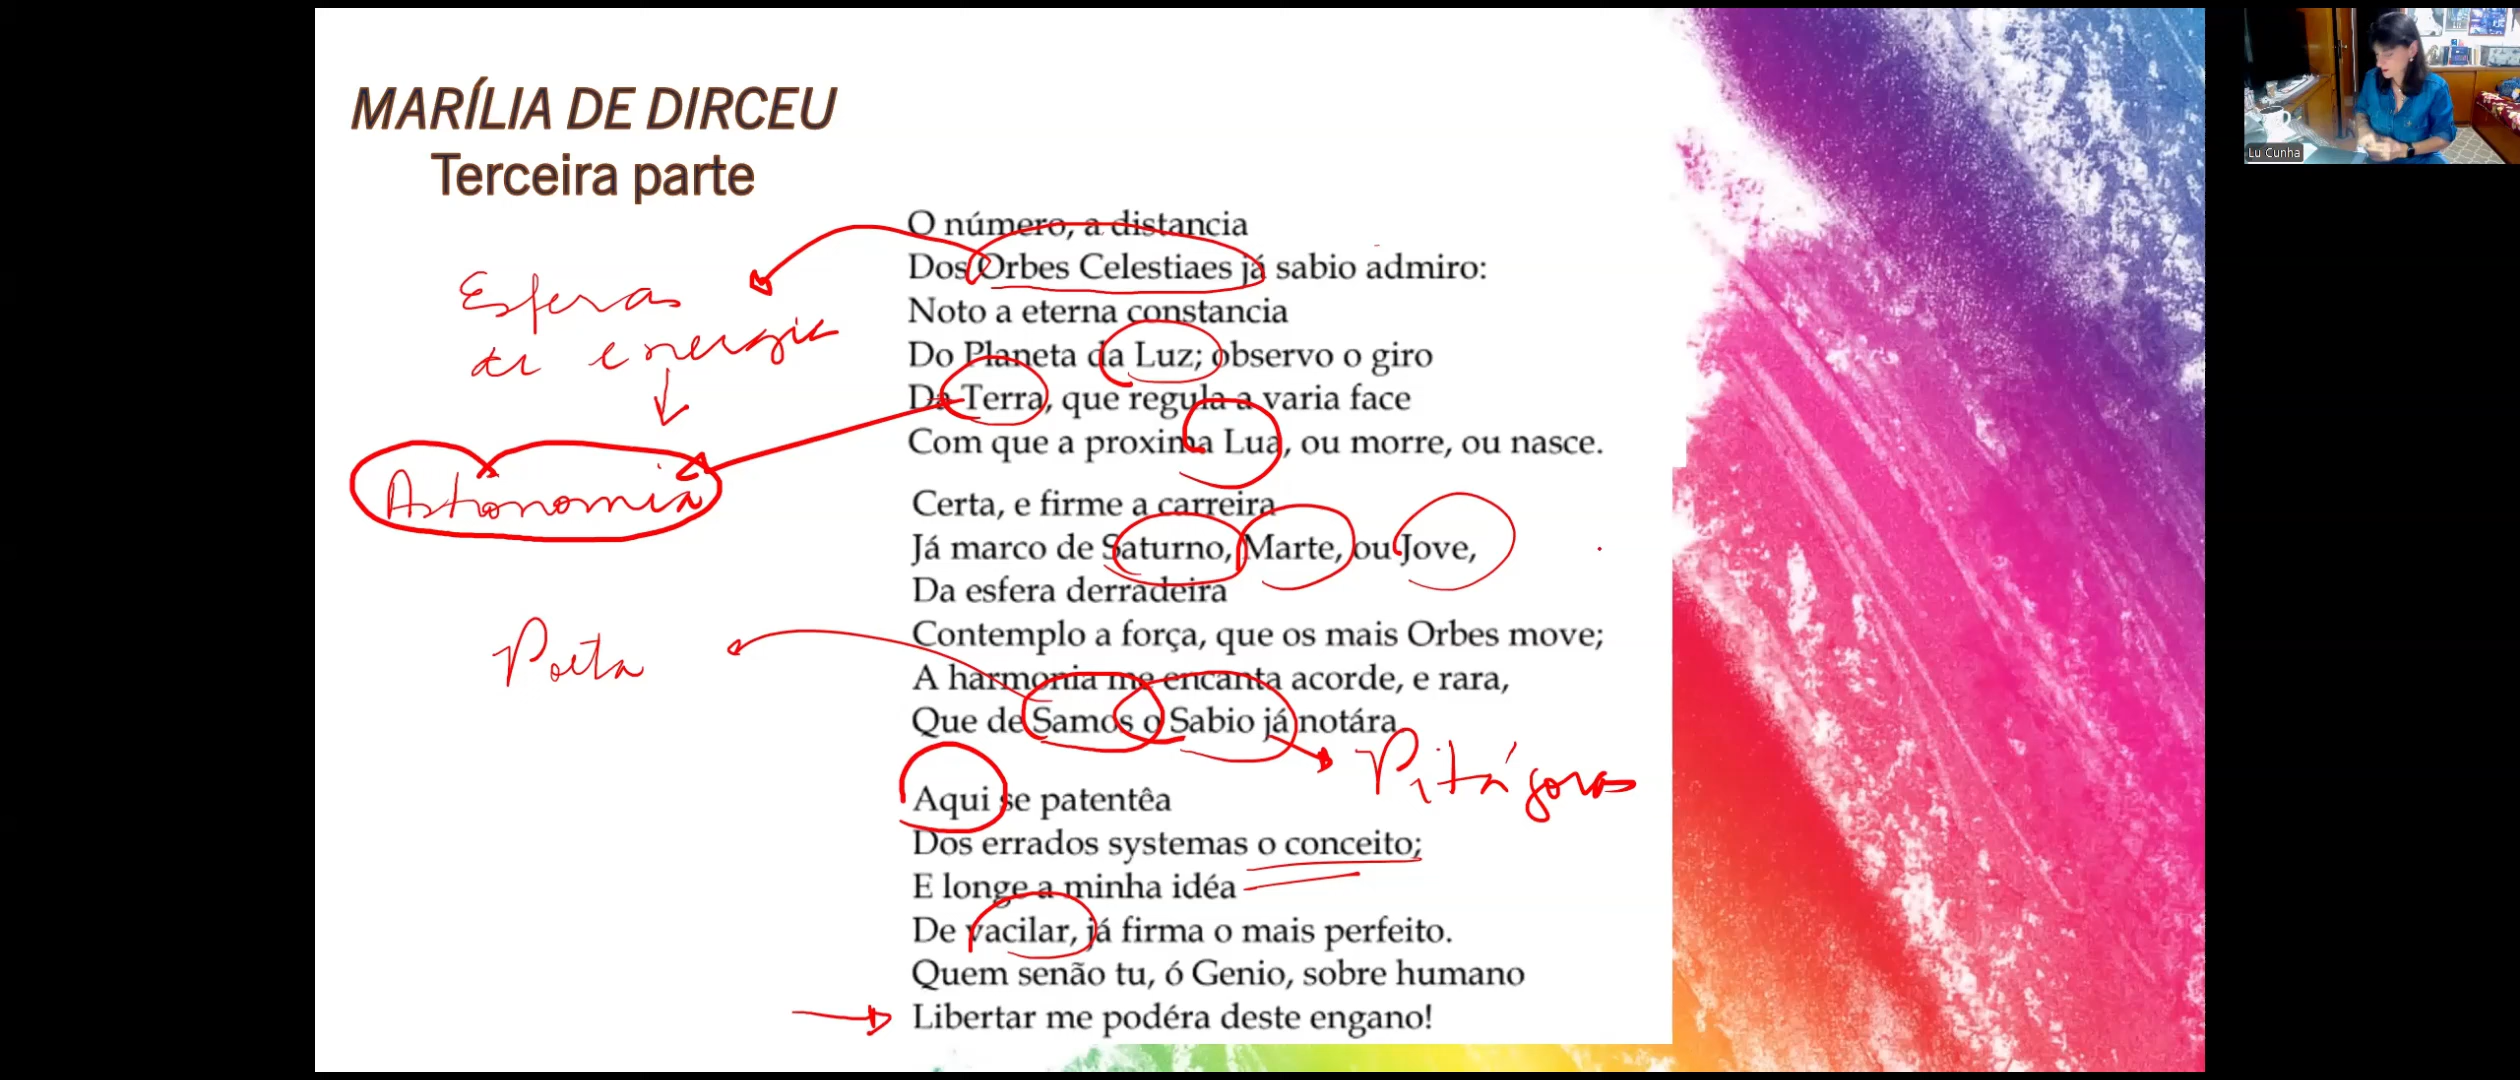 MARÍLIA DE DIRCEU
Terceira parte
O número, a distancia
Dos Orbes Celestiaes já sabio admiro:
Noto a eterna constancia
Do Planeta da Luz; observo o giro
Da Terra, que regula a varia face
Com que a proxima Lua, ou morre, ou nasce.
Certa, e firme a carreira
Já marco de Saturno, Marte, ou Jove,
Da esfera derradeira
Contemplo a força, que os mais Orbes move;
A harmonia me encanta acorde, e rara,
Que de Samos o Sabio já notára
Aqui se patentêa
Dos errados systemas o conceito;
E longe a minha idéa
De vacilar, já firma o mais perfeito.
Quem senão tu, ó Genio, sobre humano
Libertar me podéra deste engano!
Esferas
de energia
Astronomia
Poeta
Pitágoras
Lu Cunha